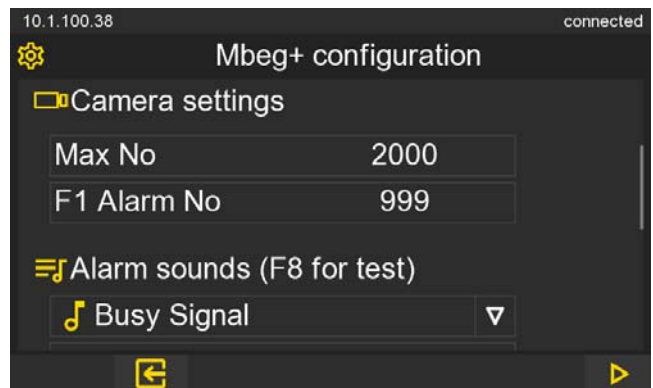 10.1.100.38 connected
Mbeg+ configuration
Camera settings
Max No 2000
F1 Alarm No 999
Alarm sounds (F8 for test)
Busy Signal